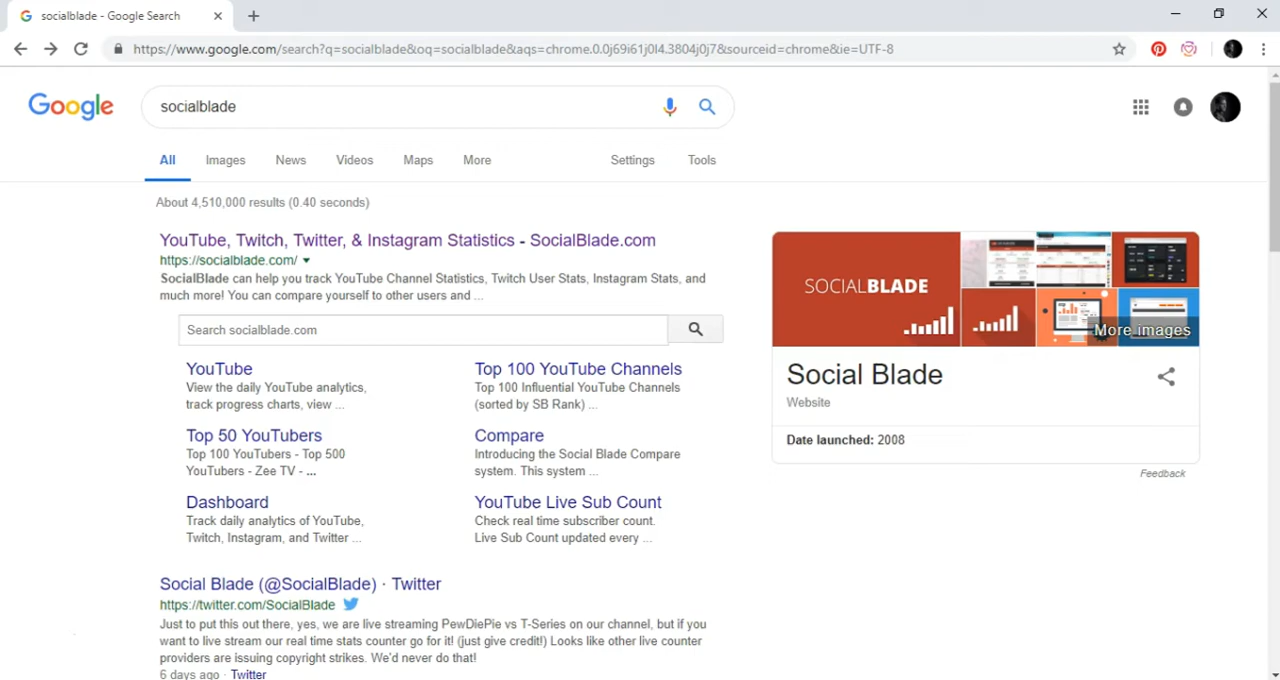 socialblade - Google Search
https://www.google.com/search?q=socialblade&oq=socialblade&aqs=chrome.0.0j69i61j0l4.3804j0j7&sourceid=chrome&ie=UTF-8
Google
socialblade
All Images News Videos Maps More Settings Tools
About 4,510,000 results (0.40 seconds)
YouTube, Twitch, Twitter, & Instagram Statistics - SocialBlade.com
https://socialblade.com/
SocialBlade can help you track YouTube Channel Statistics, Twitch User Stats, Instagram Stats, and
much more! You can compare yourself to other users and ...
Search socialblade.com
YouTube
View the daily YouTube analytics,
track progress charts, view ...
Top 100 YouTube Channels
Top 100 Influential YouTube Channels
(sorted by SB Rank) ...
Top 50 YouTubers
Top 100 YouTubers - Top 500
YouTubers - Zee TV - ...
Compare
Introducing the Social Blade Compare
system. This system ...
Dashboard
Track daily analytics of YouTube,
Twitch, Instagram, and Twitter ...
YouTube Live Sub Count
Check real time subscriber count.
Live Sub Count updated every ...
Social Blade (@SocialBlade) · Twitter
https://twitter.com/SocialBlade
Just to put this out there, yes, we are live streaming PewDiePie vs T-Series on our channel, but if you
want to live stream our real time stats counter go for it! (just give credit!) Looks like other live counter
providers are issuing copyright strikes. We'd never do that!
6 days ago · Twitter
SOCIALBLADE
More images
Social Blade
Website
Date launched: 2008
Feedback